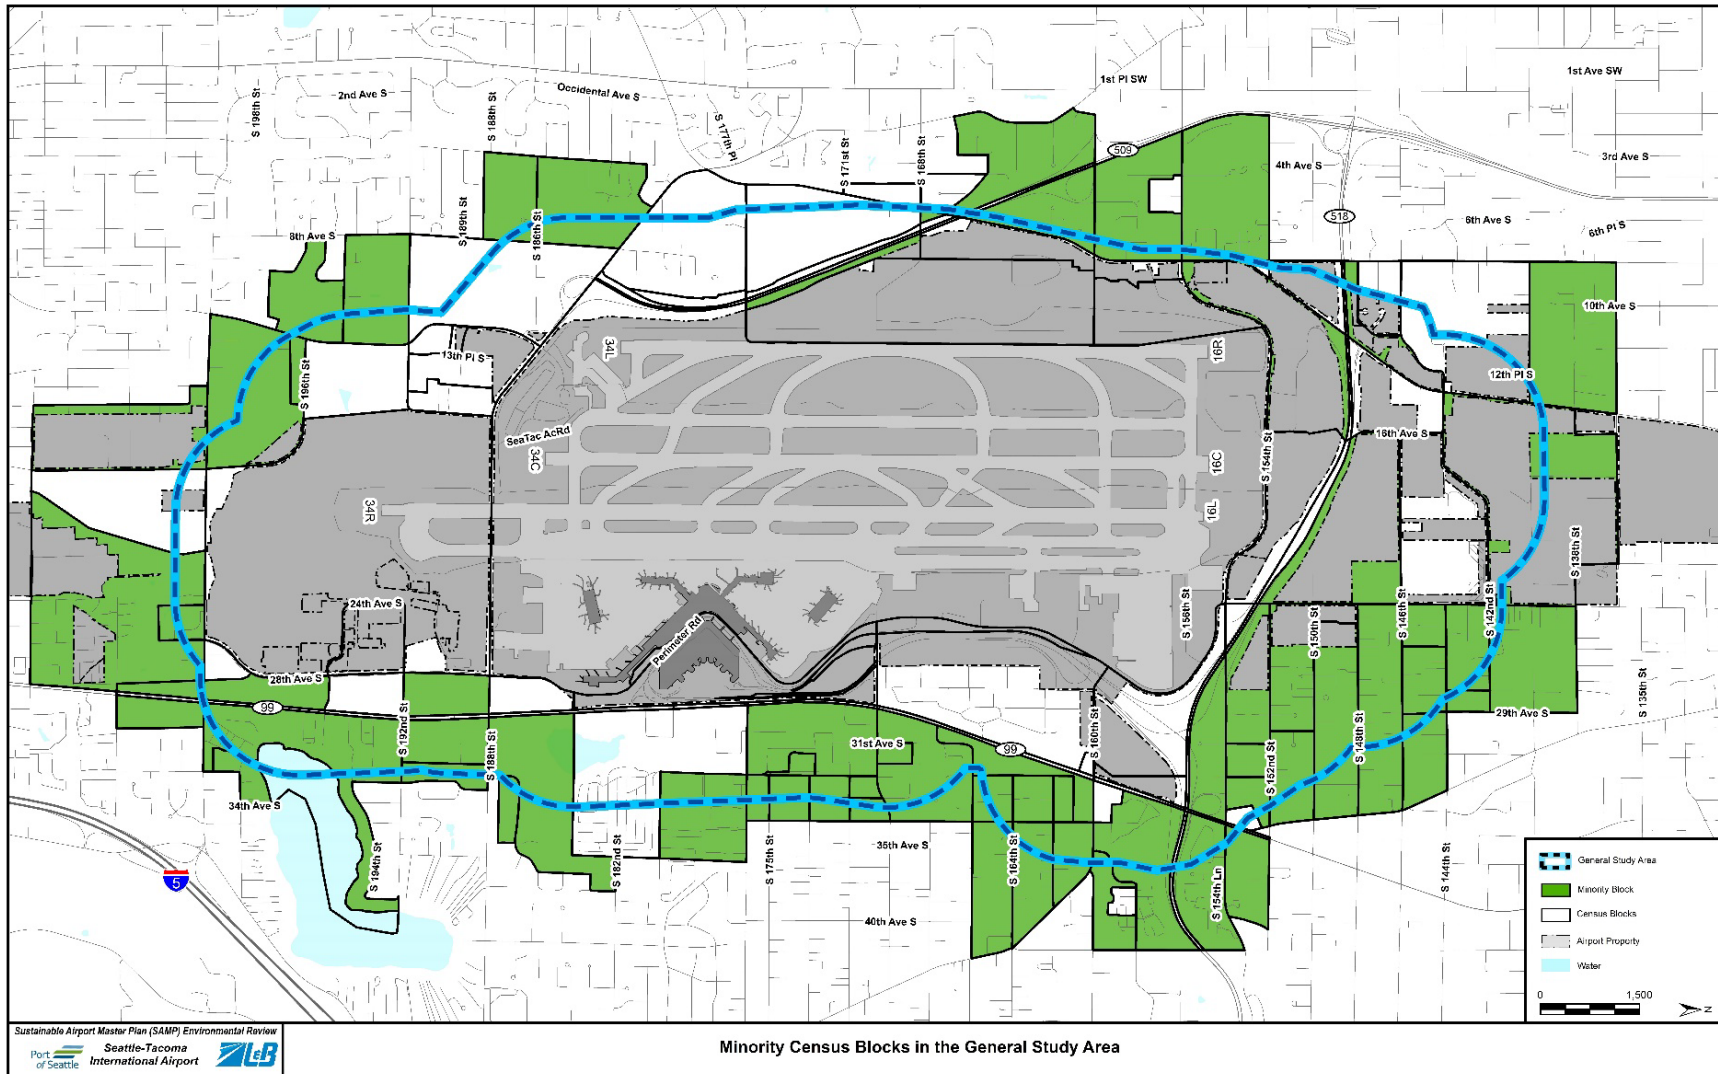 1st Pl SW
1st Ave SW
2nd Ave S
Occidental Ave S
S 198th St
S 188th St
S 177th Pl
S 171st St
S 168th St
509
4th Ave S
3rd Ave S
518
6th Ave S
6th Pl S
8th Ave S
S 189th St
S 186th St
10th Ave S
13th Pl S
34L
16R
12th Pl S
S 196th St
SeaTac AcRd
34C
16C
S 154th St
16th Ave S
34R
16L
S 138th St
24th Ave S
Perimeter Rd
S 156th St
S 150th St
S 146th St
S 142nd St
28th Ave S
99
S 192nd St
S 188th St
31st Ave S
99
S 160th St
S 152nd St
S 148th St
29th Ave S
S 135th St
34th Ave S
S 194th St
S 182nd St
S 175th St
35th Ave S
S 164th St
40th Ave S
S 154th Ln
S 144th St
5
General Study Area
Minority Block
Census Blocks
Airport Property
Water
0 1,500
N
Sustainable Airport Master Plan (SAMP) Environmental Review
Port of Seattle
Seattle-Tacoma
International Airport
L&B
Minority Census Blocks in the General Study Area